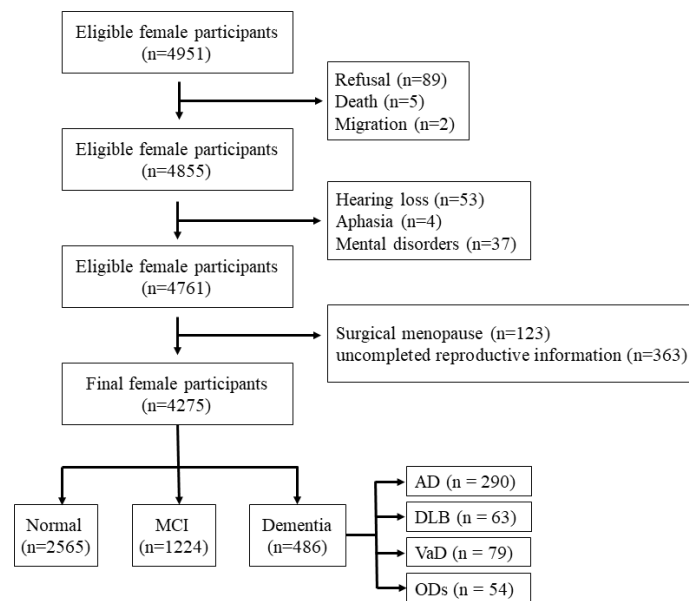 Eligible female participants
(n=4951)
Refusal (n=89)
Death (n=5)
Migration (n=2)
Eligible female participants
(n=4855)
Hearing loss (n=53)
Aphasia (n=4)
Mental disorders (n=37)
Eligible female participants
(n=4761)
Surgical menopause (n=123)
uncompleted reproductive information (n=363)
Final female participants
(n=4275)
Normal
(n=2565)
MCI
(n=1224)
Dementia
(n=486)
AD (n = 290)
DLB (n = 63)
VaD (n = 79)
ODs (n = 54)